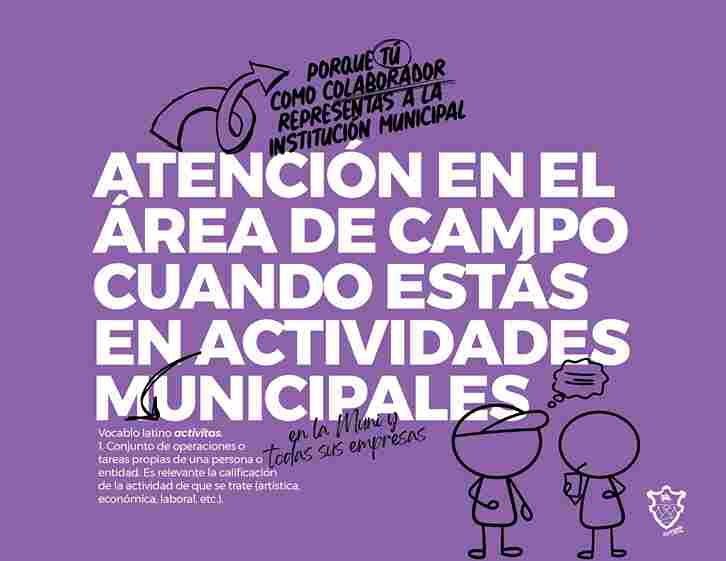 PORQUE TÚ
COMO COLABORADOR
REPRESENTAS A LA
INSTITUCIÓN MUNICIPAL
ATENCIÓN EN EL
ÁREA DE CAMPO
CUANDO ESTÁS
EN ACTIVIDADES
MUNICIPALES
en la Muni y
todas sus empresas
Vocablo latino activĭtas.
1. Conjunto de operaciones o
tareas propias de una persona o
entidad. Es relevante la calificación
de la actividad de que se trate (artística,
económica, laboral, etc.).